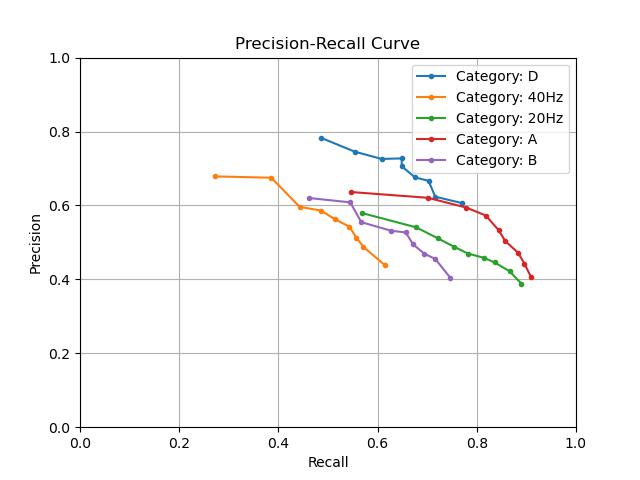 Precision-Recall Curve
1.0
0.8
0.6
0.4
0.2
0.0
Precision
Category: D
Category: 40Hz
Category: 20Hz
Category: A
Category: B
0.0 0.2 0.4 0.6 0.8 1.0
Recall